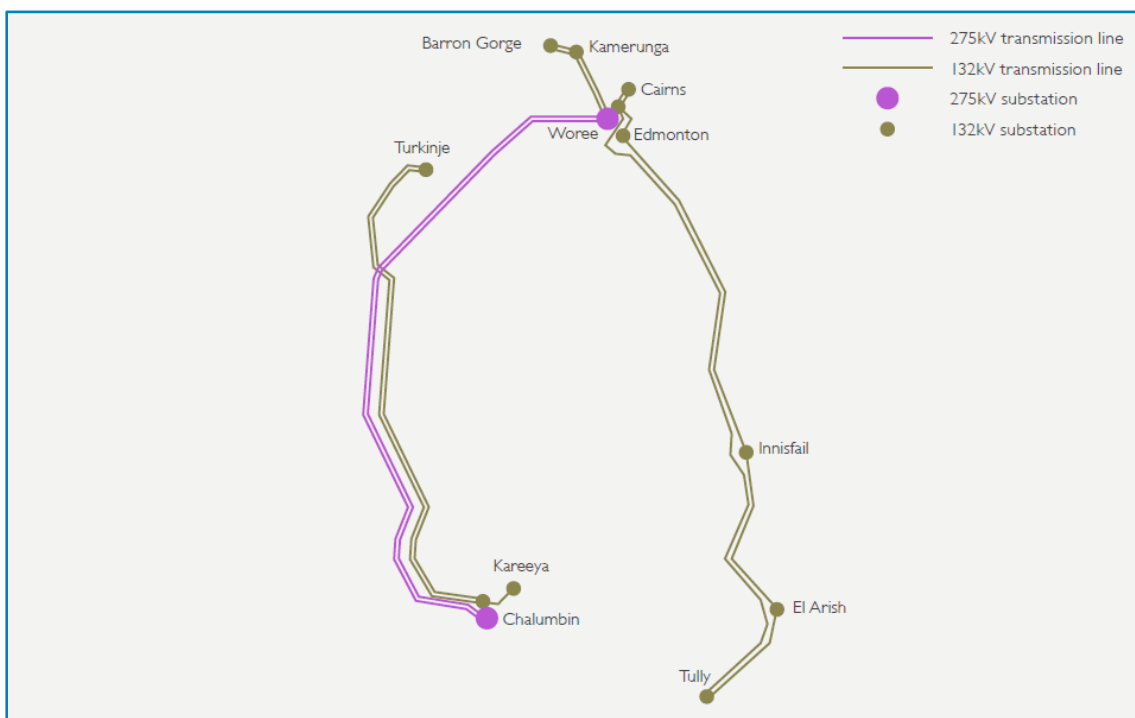 Barron Gorge
Kamerunga
Cairns
Woree
Edmonton
Turkinje
Innisfail
Kareeya
Chalumbin
El Arish
Tully
275kV transmission line
132kV transmission line
275kV substation
132kV substation